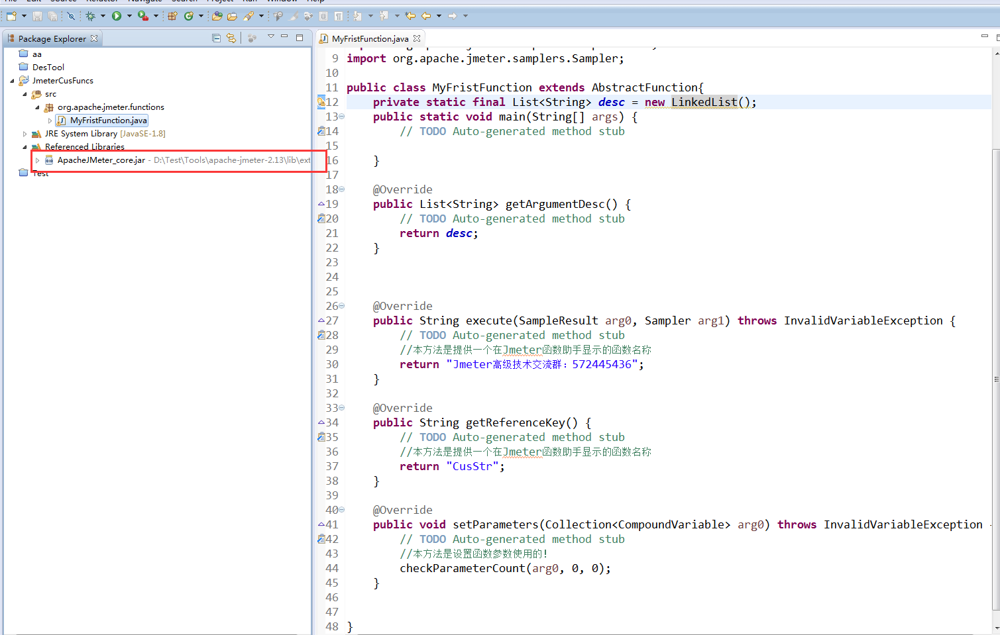 Package Explorer
aa
DesTool
JmeterCusFuncs
src
org.apache.jmeter.functions
MyFristFunction.java
JRE System Library [JavaSE-1.8]
Referenced Libraries
ApacheJMeter_core.jar - D:\Test\Tools\apache-jmeter-2.13\lib\ext
Test
MyFristFunction.java
9 import org.apache.jmeter.samplers.Sampler;
10
11 public class MyFristFunction extends AbstractFunction{
12 private static final List<String> desc = new LinkedList();
13 public static void main(String[] args) {
14 // TODO Auto-generated method stub
15
16 }
17
18 @Override
19 public List<String> getArgumentDesc() {
20 // TODO Auto-generated method stub
21 return desc;
22 }
23
24
25
26 @Override
27 public String execute(SampleResult arg0, Sampler arg1) throws InvalidVariableException {
28 // TODO Auto-generated method stub
29 //本方法是提供一个在Jmeter函数助手显示的函数名称
30 return "Jmeter高级技术交流群：572445436";
31 }
32
33 @Override
34 public String getReferenceKey() {
35 // TODO Auto-generated method stub
36 //本方法是提供一个在Jmeter函数助手显示的函数名称
37 return "CusStr";
38 }
39
40 @Override
41 public void setParameters(Collection<CompoundVariable> arg0) throws InvalidVariableException
42 // TODO Auto-generated method stub
43 //本方法是设置函数参数使用的！
44 checkParameterCount(arg0, 0, 0);
45 }
46
47
48 }